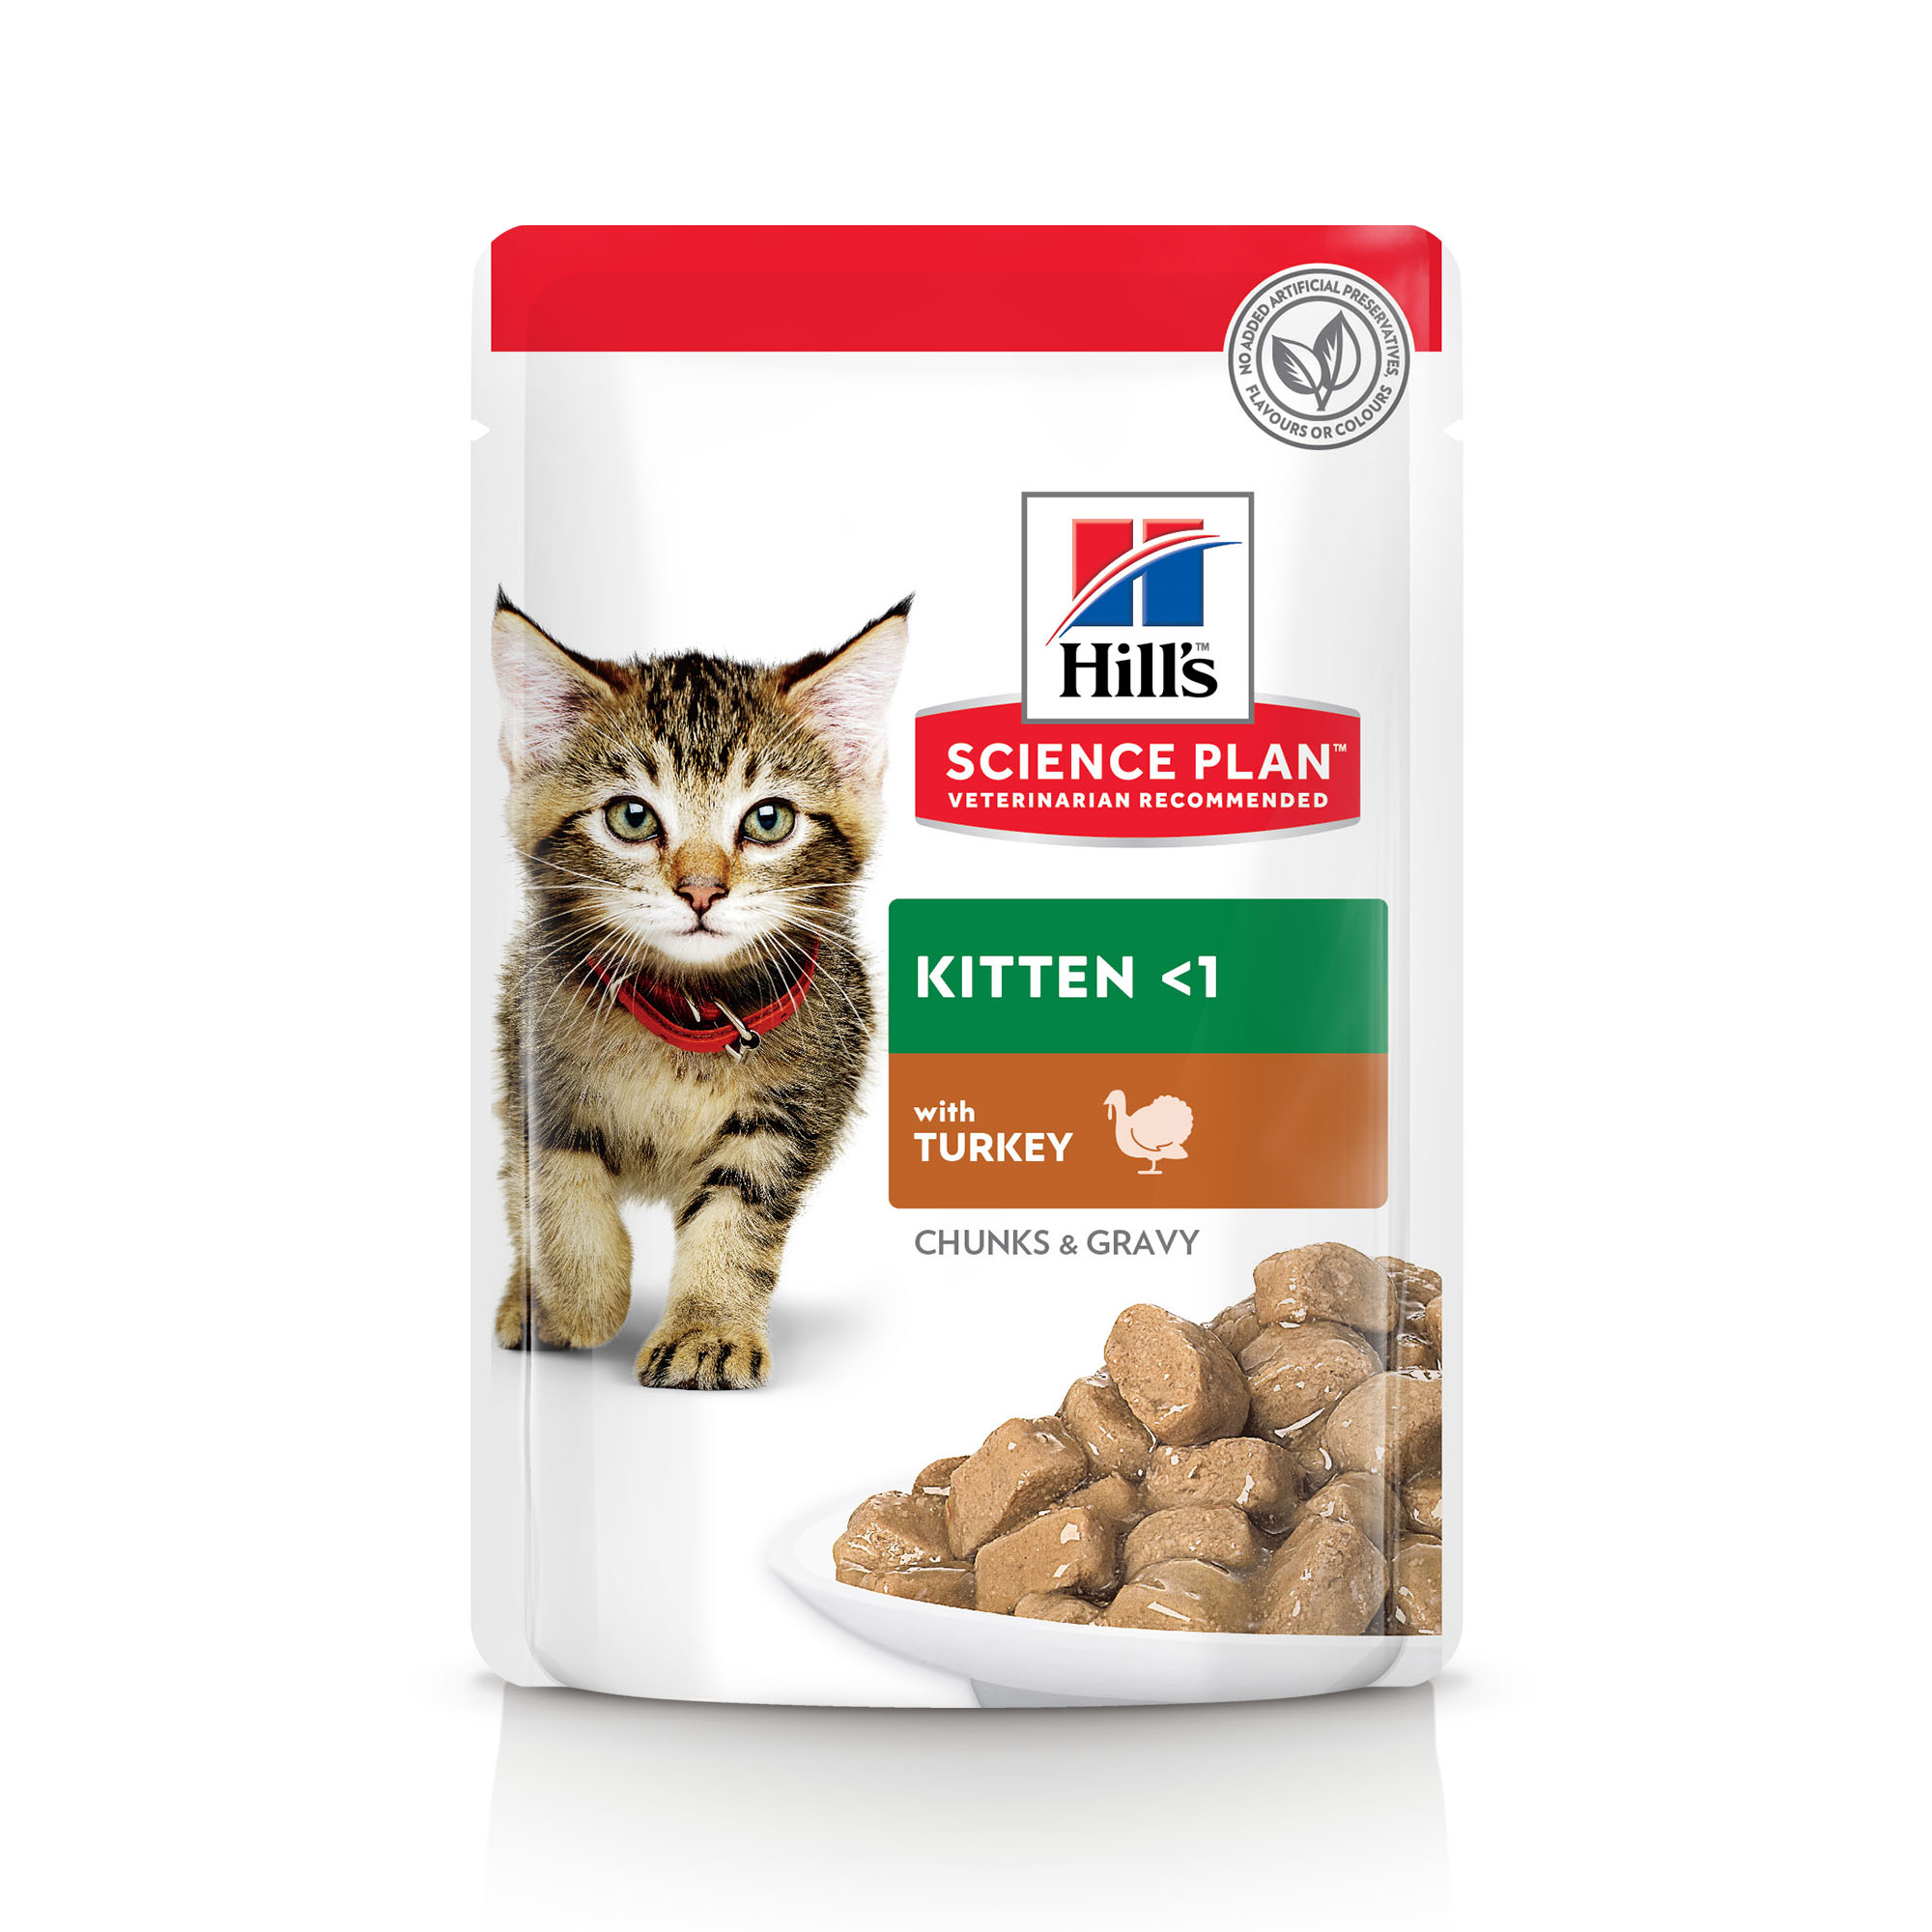 NO ADDED ARTIFICIAL PRESERVATIVES,
FLAVOURS OR COLOURS
Hill's™
SCIENCE PLAN™
VETERINARIAN RECOMMENDED
KITTEN <1
with
TURKEY
CHUNKS & GRAVY